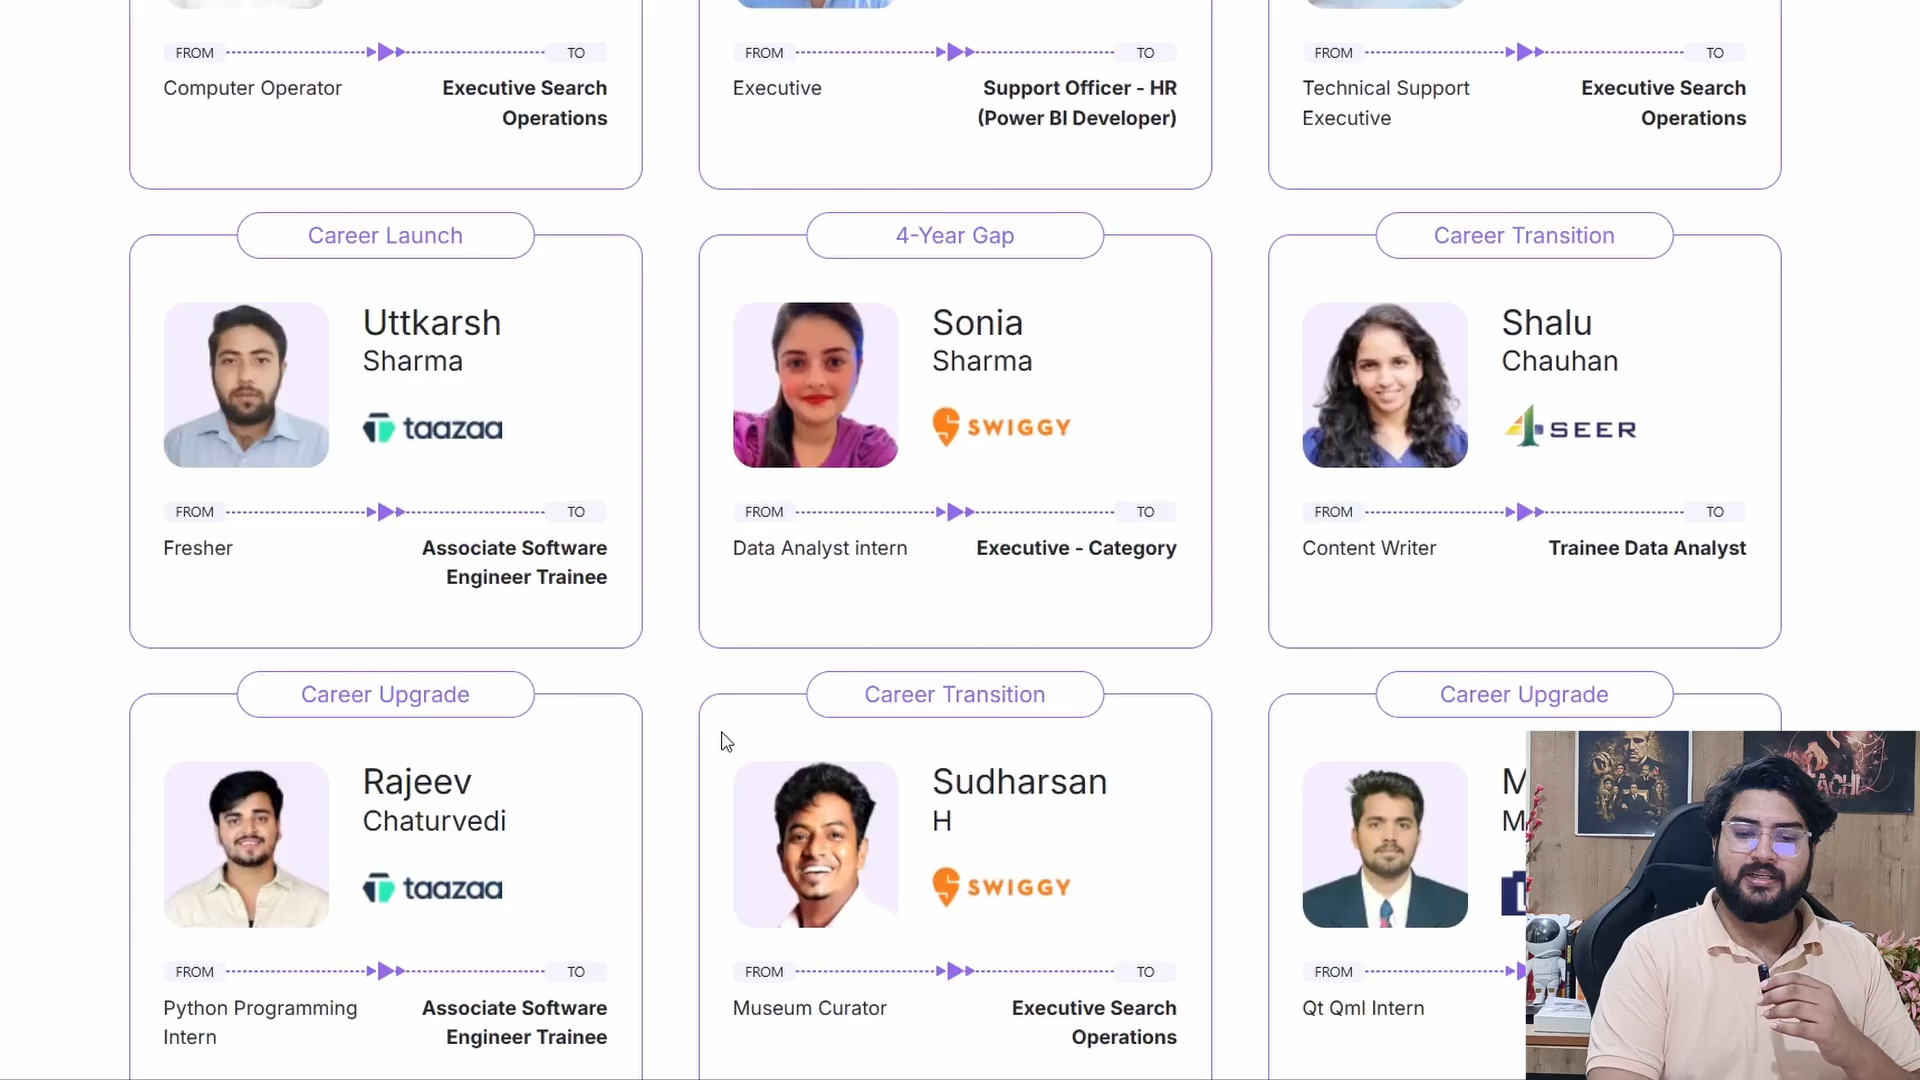 FROM TO
Computer Operator
Executive Search
Operations
FROM TO
Executive
Support Officer - HR
(Power BI Developer)
FROM TO
Technical Support
Executive
Executive Search
Operations
Career Launch
Uttkarsh
Sharma
taazaa
FROM TO
Fresher
Associate Software
Engineer Trainee
4-Year Gap
Sonia
Sharma
SWIGGY
FROM TO
Data Analyst intern
Executive - Category
Career Transition
Shalu
Chauhan
4SEER
FROM TO
Content Writer
Trainee Data Analyst
Career Upgrade
Rajeev
Chaturvedi
taazaa
FROM TO
Python Programming
Intern
Associate Software
Engineer Trainee
Career Transition
Sudharsan
H
SWIGGY
FROM TO
Museum Curator
Executive Search
Operations
Career Upgrade
M
M
FROM
Qt Qml Intern